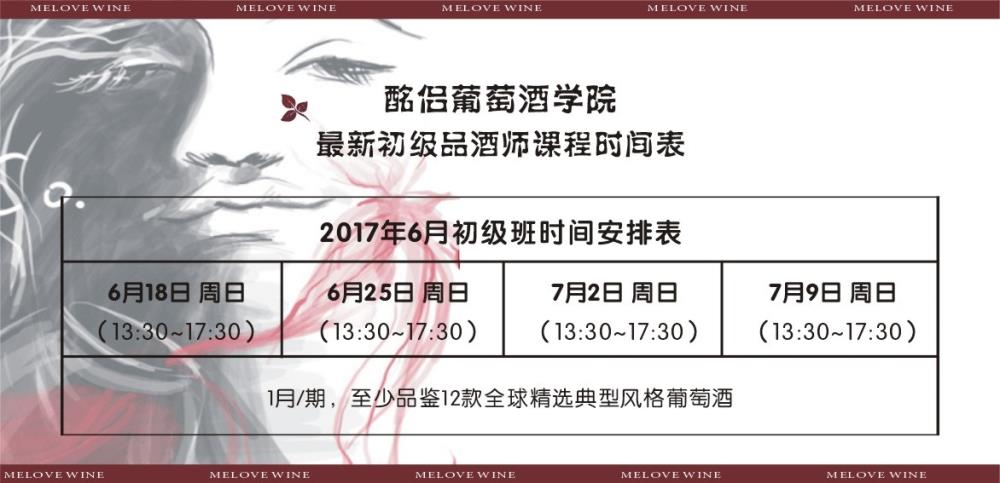 MELOVE WINE MELOVE WINE MELOVE WINE MELOVE WINE MELOVE WINE
酩侣葡萄酒学院
最新初级品酒师课程时间表
2017年6月初级班时间安排表
6月18日 周日 6月25日 周日 7月2日 周日 7月9日 周日
（13:30~17:30） （13:30~17:30） （13:30~17:30） （13:30~17:30）
1月/期，至少品鉴12款全球精选典型风格葡萄酒
MELOVE WINE MELOVE WINE MELOVE WINE MELOVE WINE MELOVE WINE